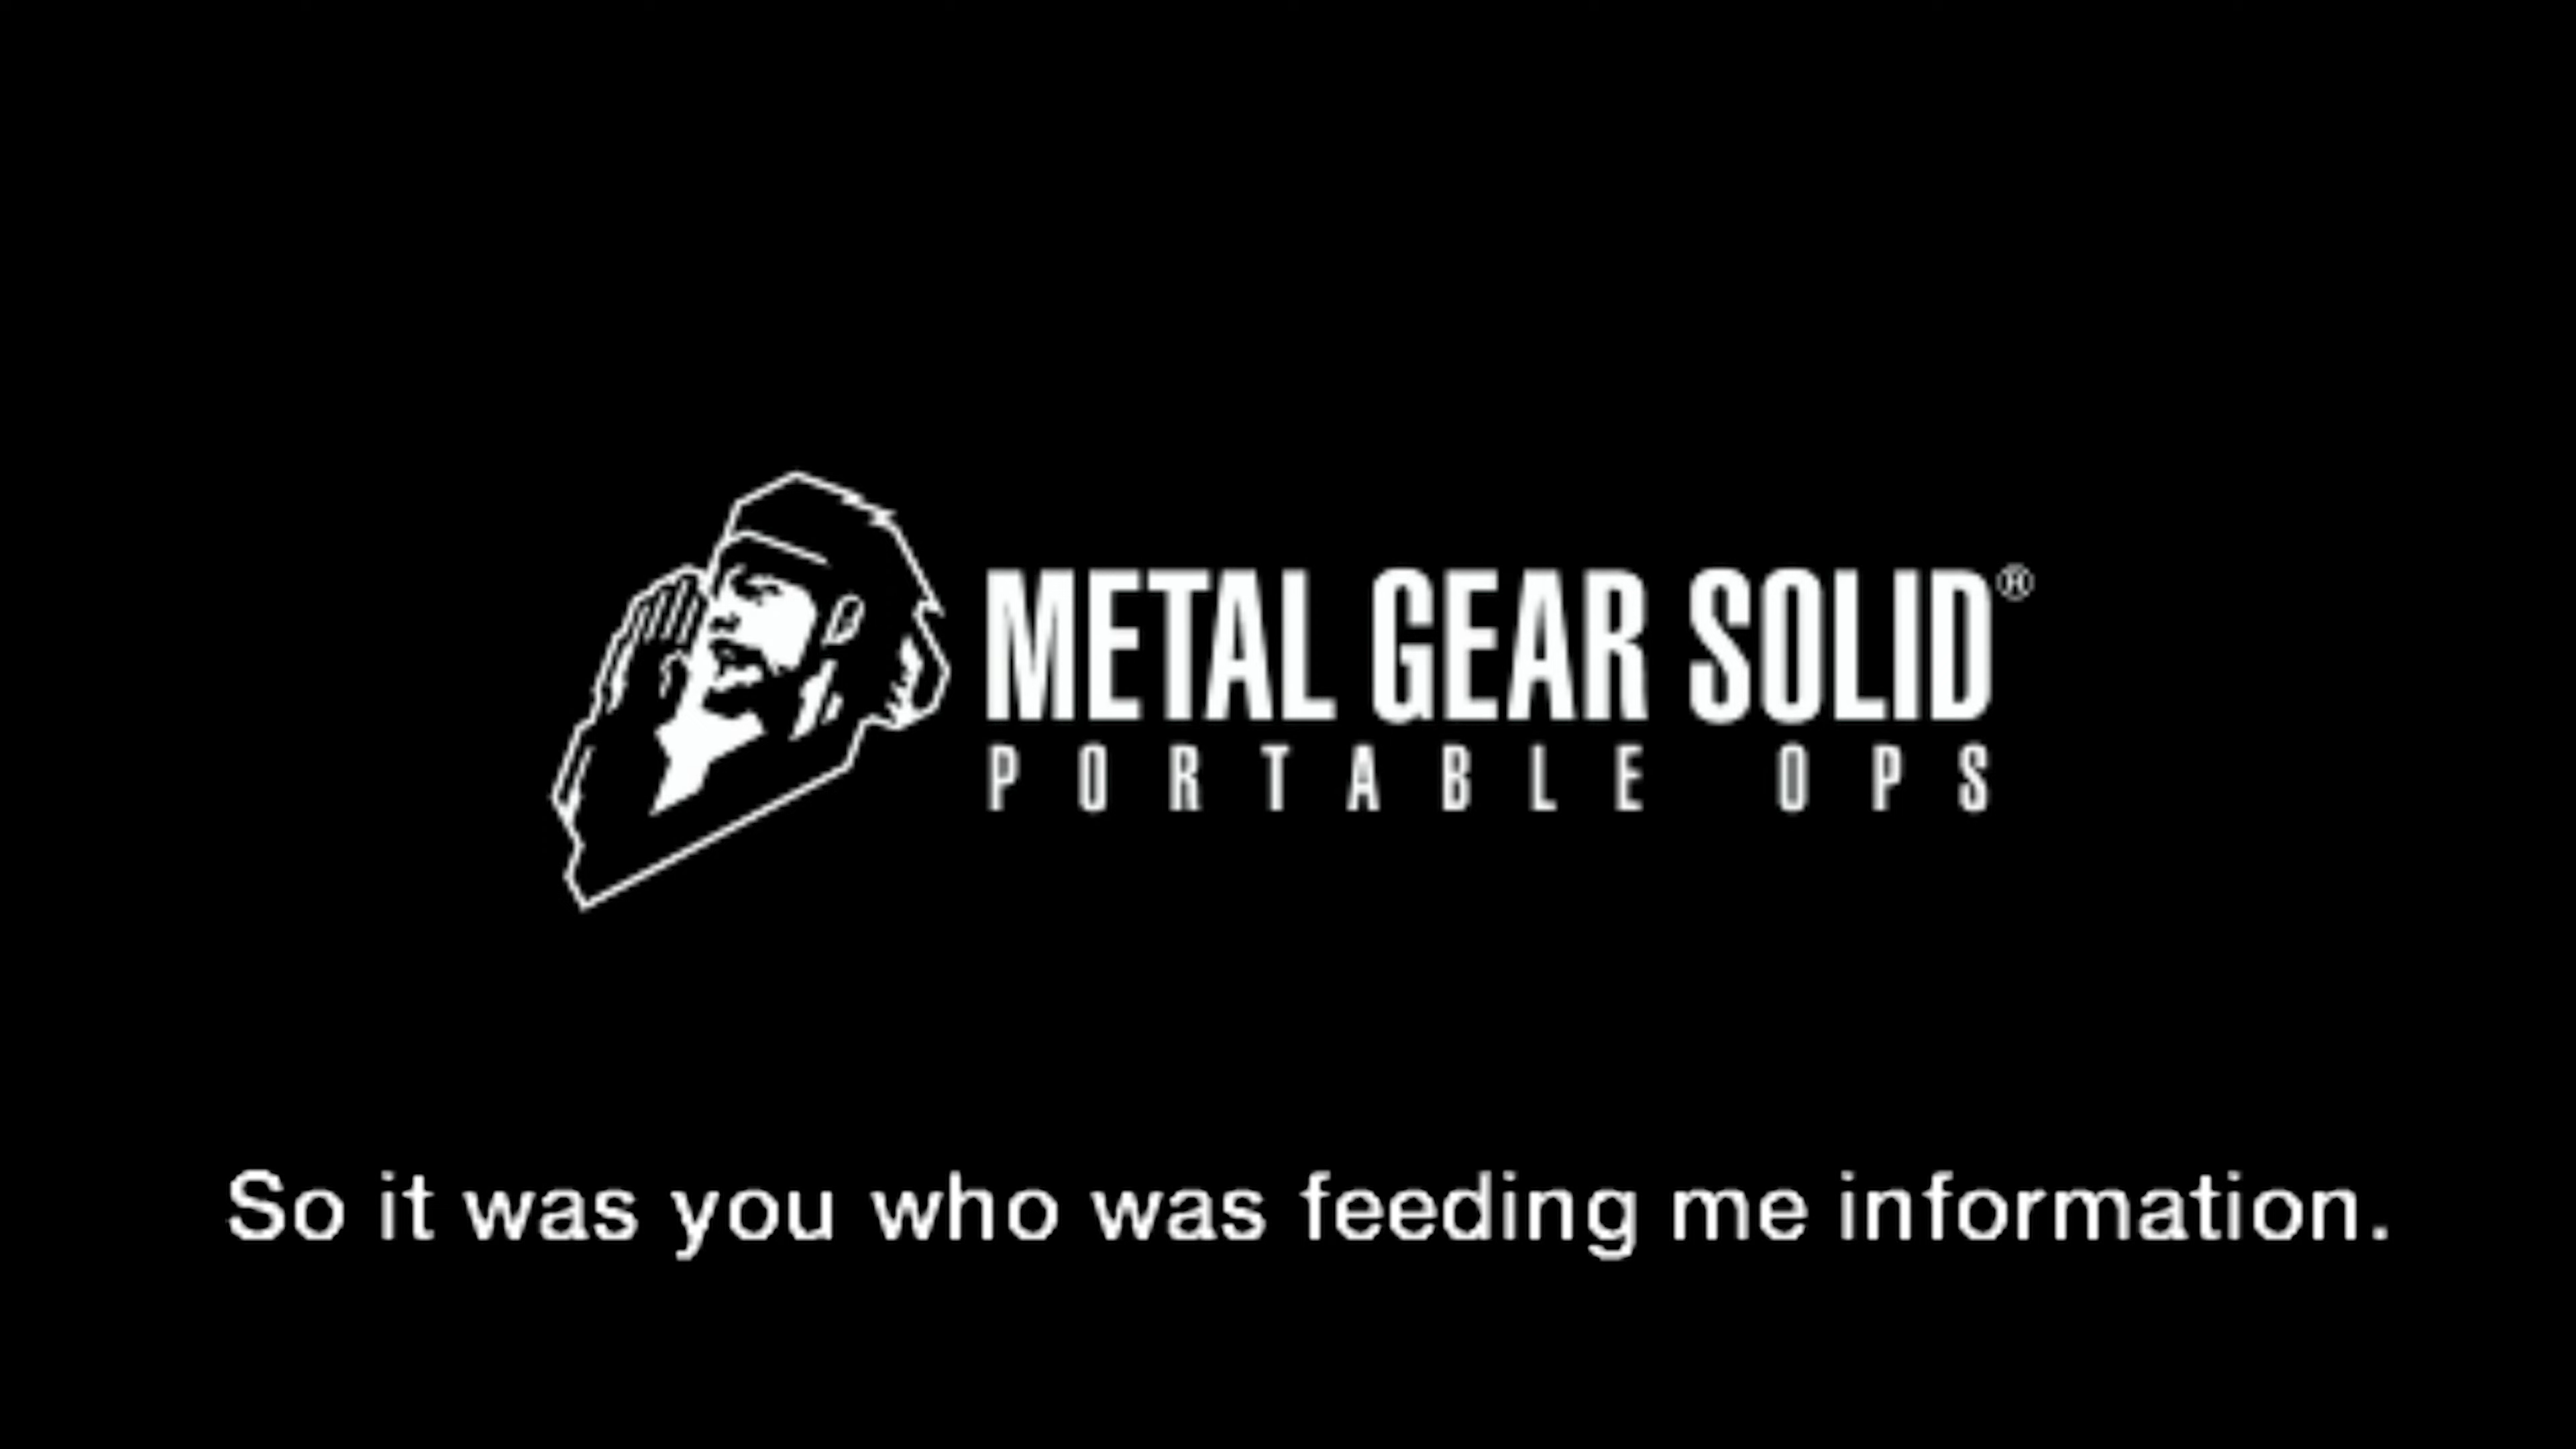 METAL GEAR SOLID®
PORTABLE OPS
So it was you who was feeding me information.